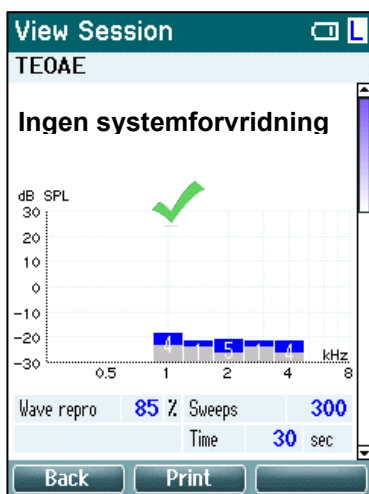 View Session L
TEOAE
Ingen systemforvridning
dB SPL
30
20
10
0
-10
-20
-30
4 1 5 1 4
kHz
0.5 1 2 4 8
Wave repro 85 % Sweeps 300
Time 30 sec
Back Print